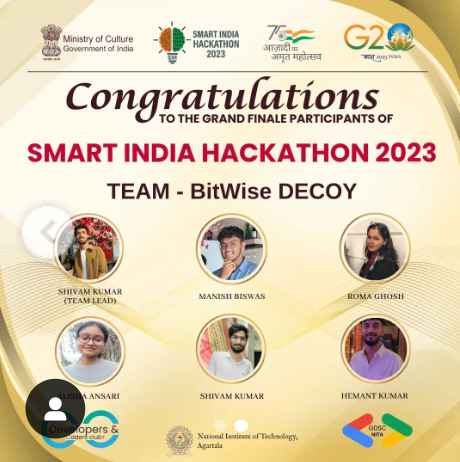 Ministry of Culture
Government of India
SMART INDIA
HACKATHON
2023
75
आज़ादी का
अमृत महोत्सव
G20
Congratulations
TO THE GRAND FINALE PARTICIPANTS OF
SMART INDIA HACKATHON 2023
TEAM - BitWise DECOY
SHIVAM KUMAR
(TEAM LEAD)
MANISH BISWAS
ROMA GHOSH
ANSARI
SHIVAM KUMAR
HEMANT KUMAR
Developers &
National Institute of Technology,
Agartala
GDSC
NITA